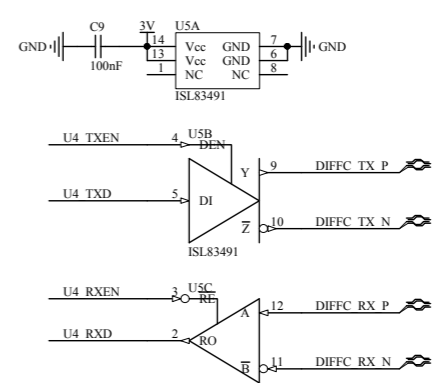 C9
3V
U5A
GND
14
Vcc
GND
7
GND
13
Vcc
GND
6
100nF
1
NC
NC
8
ISL83491
U4_TXEN
4
U5B
DEN
Y
9
DIFFC_TX_P
U4_TXD
5
DI
Z
10
DIFFC_TX_N
ISL83491
U4_RXEN
3
U5C
RE
A
12
DIFFC_RX_P
U4_RXD
2
RO
B
11
DIFFC_RX_N